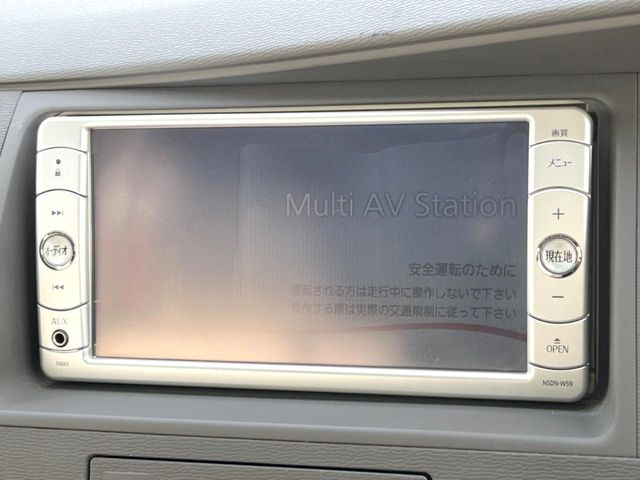 画質
メニュー
オーディオ
現在地
AUX
OPEN
76043
NSDN-W59
Multi AV Station
安全運転のために
運転される方は走行中に操作しないで下さい
操作する際は実際の交通規制に従って下さい